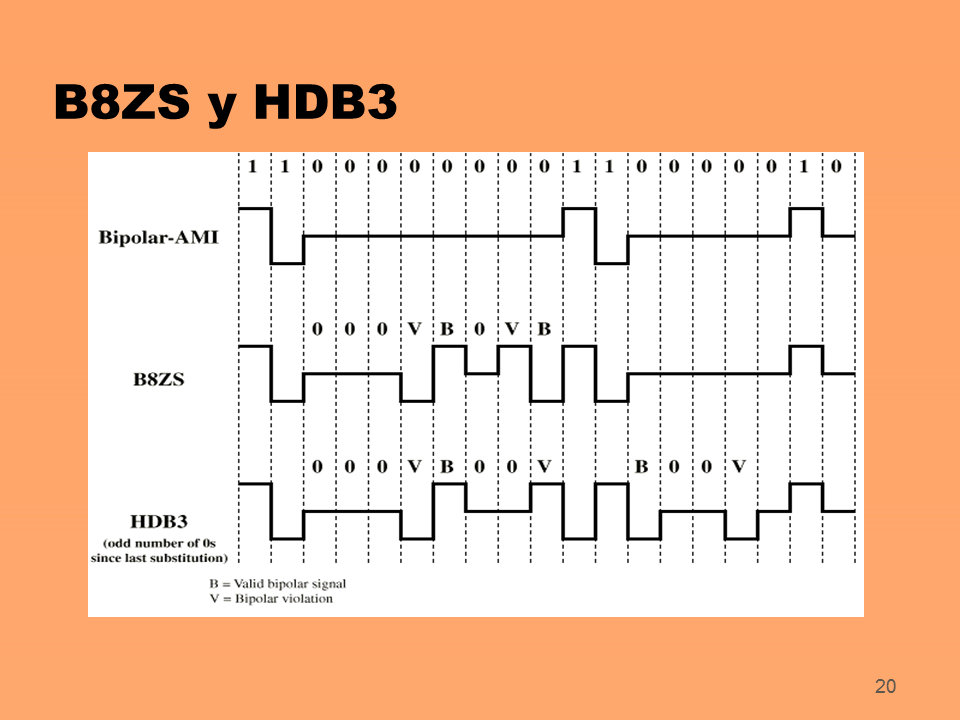 B8ZS y HDB3
1 1 0 0 0 0 0 0 0 0 1 1 0 0 0 0 0 1 0
Bipolar-AMI
0 0 0 V B 0 V B
B8ZS
0 0 0 V B 0 0 V B 0 0 V
HDB3
(odd number of 0s
since last substitution)
B = Valid bipolar signal
V = Bipolar violation
20